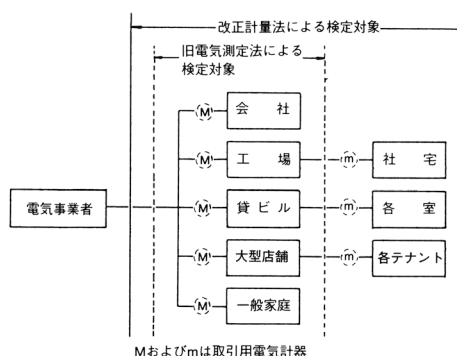 改正計量法による検定対象
旧電気測定法による
検定対象
M 会社
M 工場 m 社宅
電気事業者 M 貸ビル m 各室
M 大型店舗 m 各テナント
M 一般家庭
Mおよびmは取引用電気計器